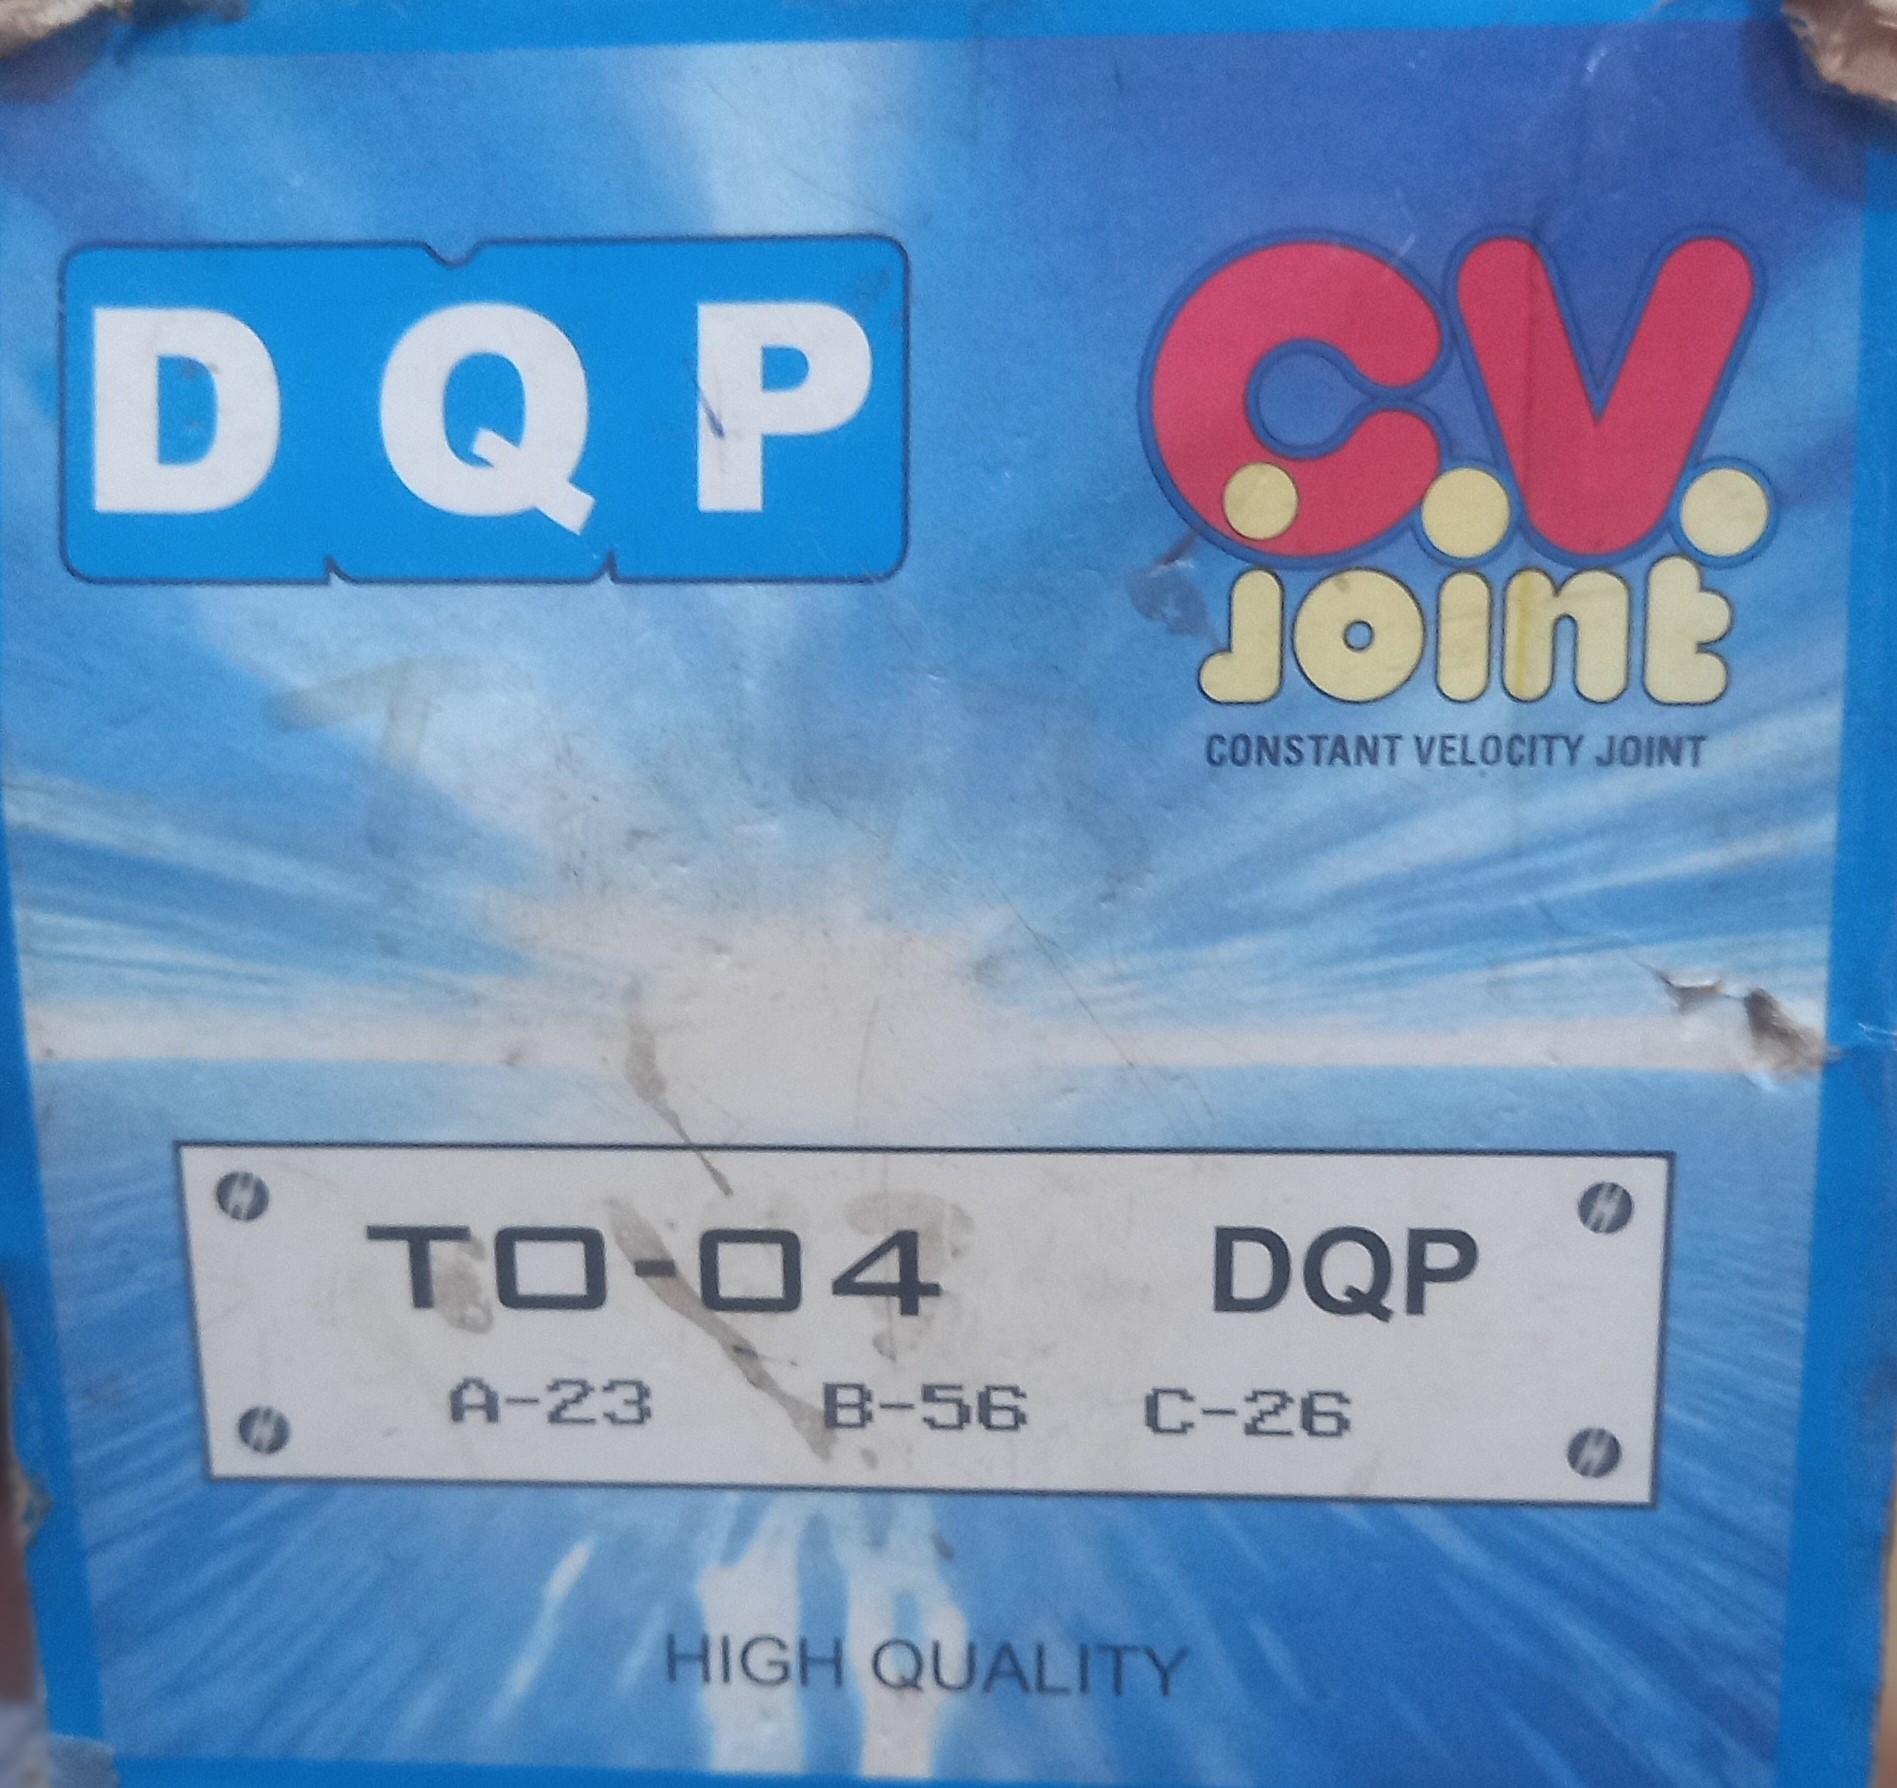 DQP
C.V.
Joint
CONSTANT VELOCITY JOINT
TO-04 DQP
A-23 B-56 C-26
HIGH QUALITY